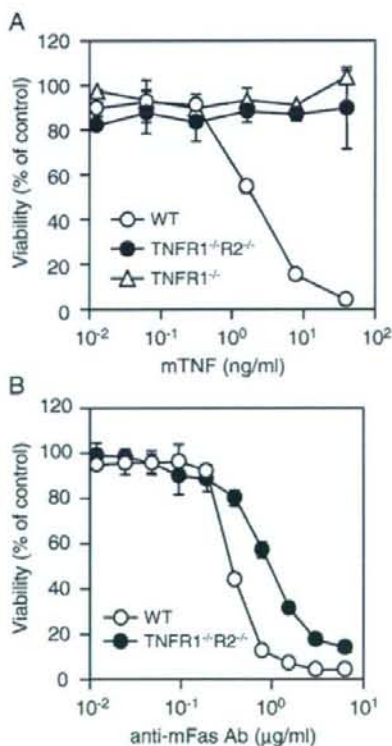 A
120
100
80
60
40
20
0
Viability (% of control)
WT
TNFR1-/-R2-/-
TNFR1-/-
10-2
10-1
100
101
102
mTNF (ng/ml)
B
120
100
80
60
40
20
0
Viability (% of control)
WT
TNFR1-/-R2-/-
10-2
10-1
100
101
anti-mFas Ab (μg/ml)